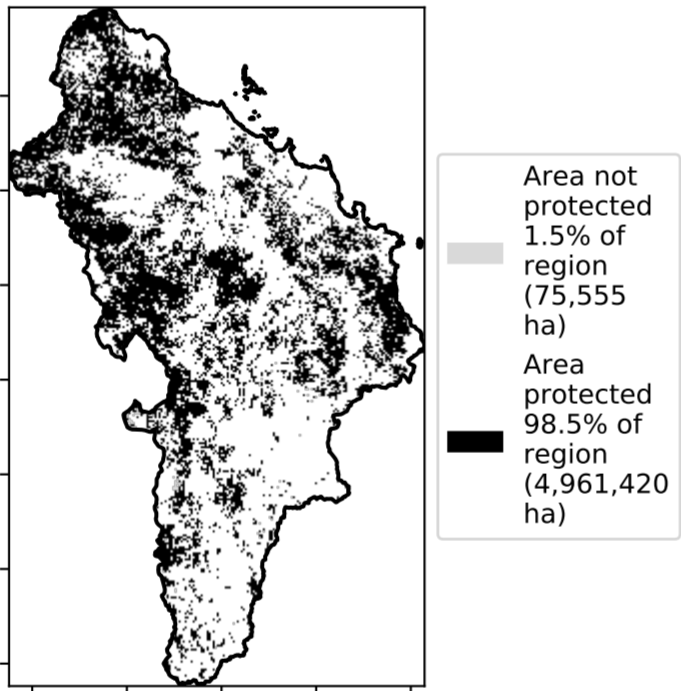 Area not
protected
1.5% of
region
(75,555
ha)
Area
protected
98.5% of
region
(4,961,420
ha)